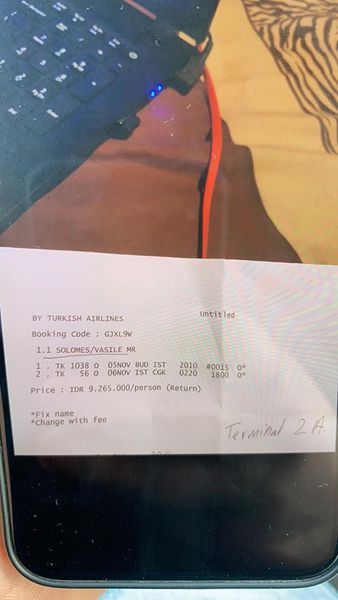 Untitled
BY TURKISH AIRLINES
Booking Code : GJXL9W
1.1 SOLOMES/VASILE MR
1 . TK 1038 O 05NOV BUD IST 2010 #0015 O*
2 . TK 56 O 06NOV IST CGK 0220 1800 O*
Price : IDR 9.265.000/person (Return)
*Fix name
*Change with fee
Terminal 2 A